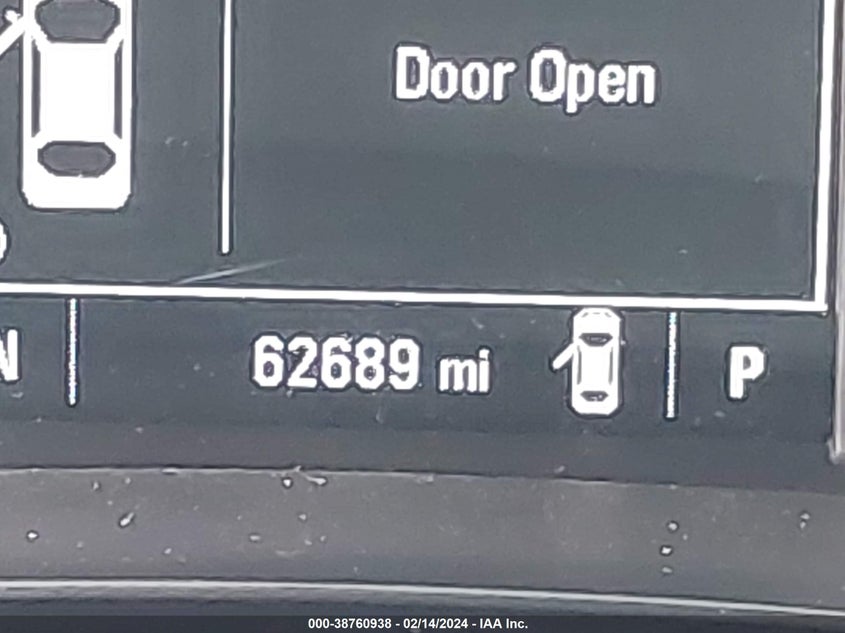 Door Open
N
62689 mi
P
000-38760938 - 02/14/2024 - IAA Inc.